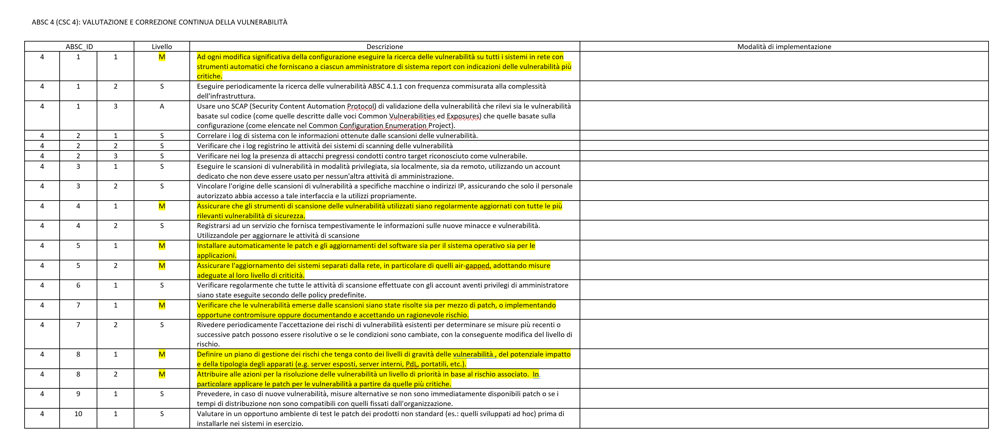 ABSC 4 (CSC 4): VALUTAZIONE E CORREZIONE CONTINUA DELLA VULNERABILITÀ
ABSC_ID Livello Descrizione Modalità di implementazione
4 1 1 M Ad ogni modifica significativa della configurazione eseguire la ricerca delle vulnerabilità su tutti i sistemi in rete con
strumenti automatici che forniscano a ciascun amministratore di sistema report con indicazioni delle vulnerabilità più
critiche.
4 1 2 S Eseguire periodicamente la ricerca delle vulnerabilità ABSC 4.1.1 con frequenza commisurata alla complessità
dell'infrastruttura.
4 1 3 A Usare uno SCAP (Security Content Automation Protocol) di validazione della vulnerabilità che rilevi sia le vulnerabilità
basate sul codice (come quelle descritte dalle voci Common Vulnerabilities ed Exposures) che quelle basate sulla
configurazione (come elencate nel Common Configuration Enumeration Project).
4 2 1 S Correlare i log di sistema con le informazioni ottenute dalle scansioni delle vulnerabilità.
4 2 2 S Verificare che i log registrino le attività dei sistemi di scanning delle vulnerabilità
4 2 3 S Verificare nei log la presenza di attacchi pregressi condotti contro target riconosciuto come vulnerabile.
4 3 1 S Eseguire le scansioni di vulnerabilità in modalità privilegiata, sia localmente, sia da remoto, utilizzando un account
dedicato che non deve essere usato per nessun'altra attività di amministrazione.
4 3 2 S Vincolare l'origine delle scansioni di vulnerabilità a specifiche macchine o indirizzi IP, assicurando che solo il personale
autorizzato abbia accesso a tale interfaccia e la utilizzi propriamente.
4 4 1 M Assicurare che gli strumenti di scansione delle vulnerabilità utilizzati siano regolarmente aggiornati con tutte le più
rilevanti vulnerabilità di sicurezza.
4 4 2 S Registrarsi ad un servizio che fornisca tempestivamente le informazioni sulle nuove minacce e vulnerabilità.
Utilizzandole per aggiornare le attività di scansione
4 5 1 M Installare automaticamente le patch e gli aggiornamenti del software sia per il sistema operativo sia per le
applicazioni.
4 5 2 M Assicurare l'aggiornamento dei sistemi separati dalla rete, in particolare di quelli air-gapped, adottando misure
adeguate al loro livello di criticità.
4 6 1 S Verificare regolarmente che tutte le attività di scansione effettuate con gli account aventi privilegi di amministratore
siano state eseguite secondo delle policy predefinite.
4 7 1 M Verificare che le vulnerabilità emerse dalle scansioni siano state risolte sia per mezzo di patch, o implementando
opportune contromisure oppure documentando e accettando un ragionevole rischio.
4 7 2 S Rivedere periodicamente l'accettazione dei rischi di vulnerabilità esistenti per determinare se misure più recenti o
successive patch possono essere risolutive o se le condizioni sono cambiate, con la conseguente modifica del livello di
rischio.
4 8 1 M Definire un piano di gestione dei rischi che tenga conto dei livelli di gravità delle vulnerabilità , del potenziale impatto
e della tipologia degli apparati (e.g. server esposti, server interni, PdL, portatili, etc.).
4 8 2 M Attribuire alle azioni per la risoluzione delle vulnerabilità un livello di priorità in base al rischio associato. In
particolare applicare le patch per le vulnerabilità a partire da quelle più critiche.
4 9 1 S Prevedere, in caso di nuove vulnerabilità, misure alternative se non sono immediatamente disponibili patch o se i
tempi di distribuzione non sono compatibili con quelli fissati dall'organizzazione.
4 10 1 S Valutare in un opportuno ambiente di test le patch dei prodotti non standard (es.: quelli sviluppati ad hoc) prima di
installarle nei sistemi in esercizio.